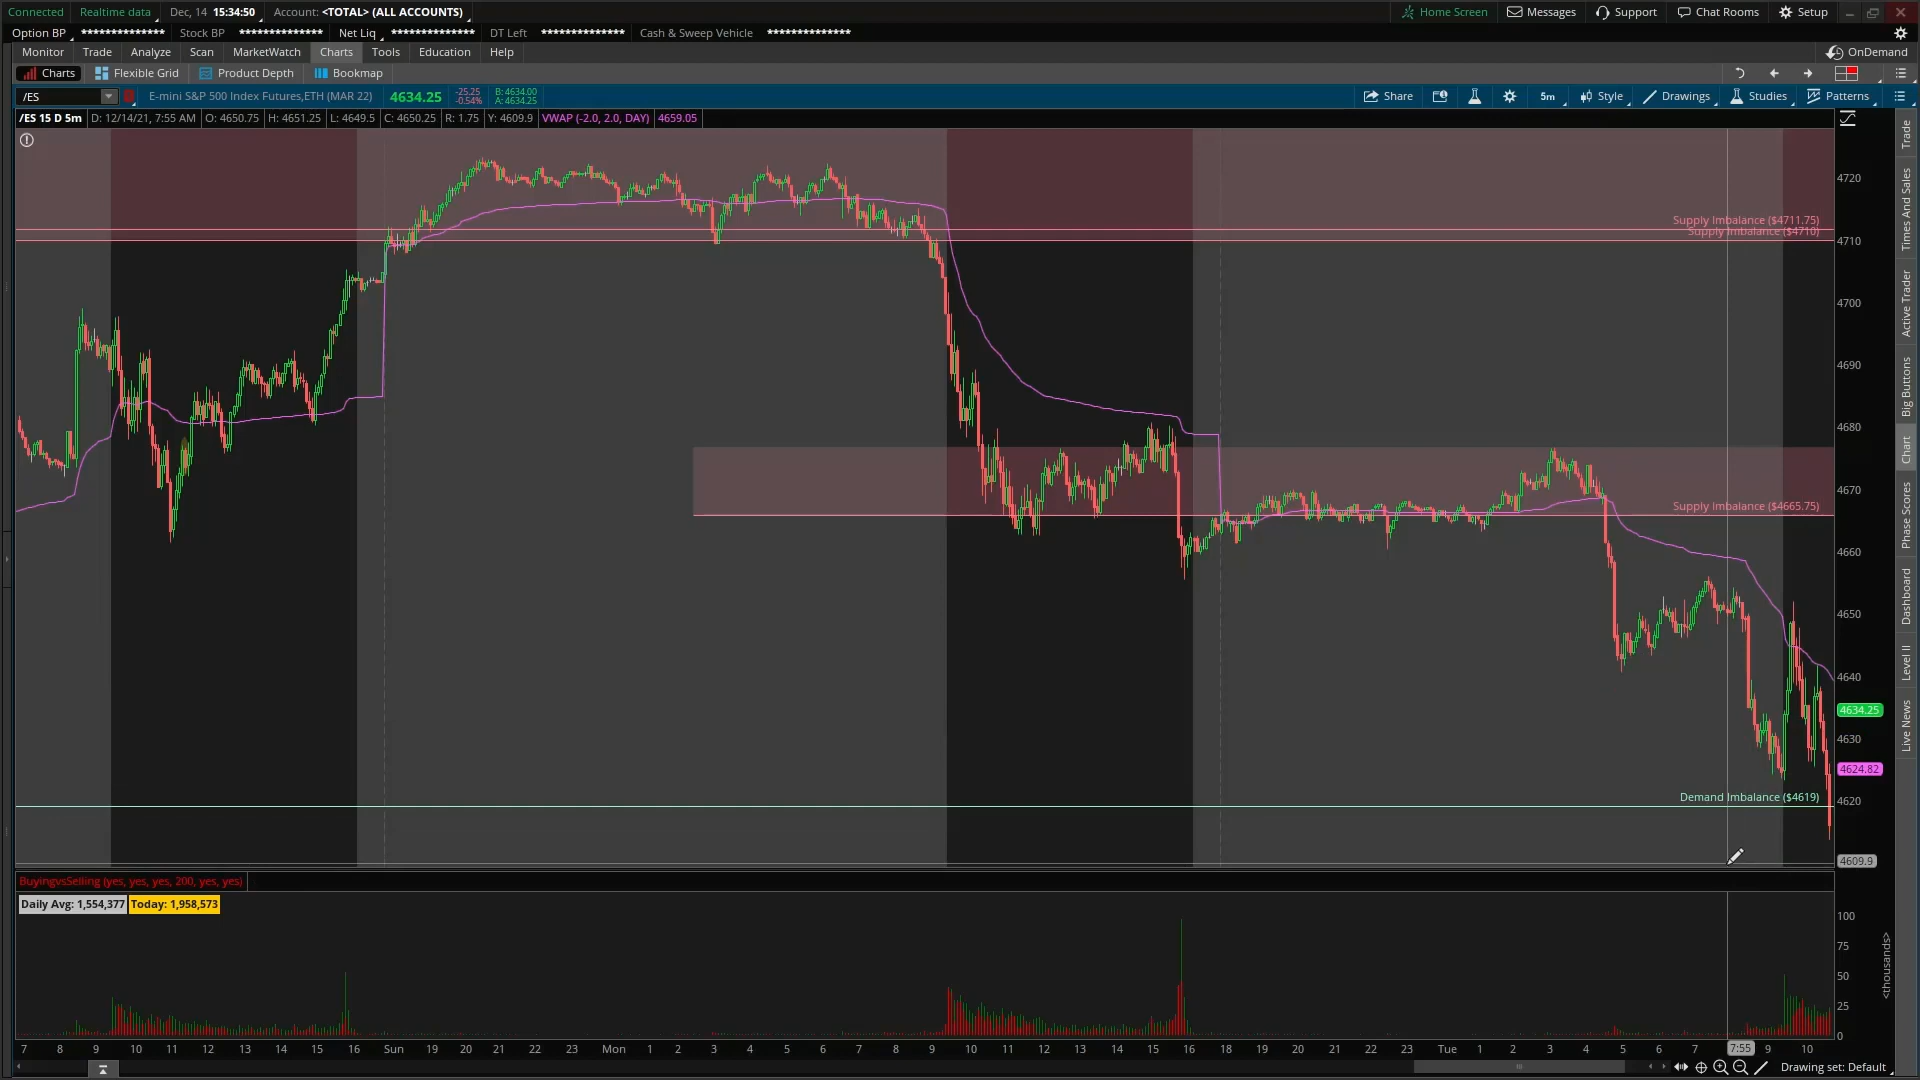 Connected Realtime data Dec, 14 15:34:50 Account: <TOTAL> (ALL ACCOUNTS) Home Screen Messages Support Chat Rooms Setup
Option BP ************** Stock BP ************** Net Liq ************** DT Left ************** Cash & Sweep Vehicle **************
Monitor Trade Analyze Scan MarketWatch Charts Tools Education Help OnDemand
Charts Flexible Grid Product Depth Bookmap
/ES E-mini S&P 500 Index Futures,ETH (MAR 22) 4634.25 -25.25 B: 4634.00 Share 5m Style Drawings Studies Patterns
-0.54% A: 4634.25
/ES 15 D 5m D: 12/14/21, 7:55 AM O: 4650.75 H: 4651.25 L: 4649.5 C: 4650.25 R: 1.75 Y: 4609.9 VWAP (-2.0, 2.0, DAY) 4659.05
4720
Supply Imbalance ($4711.75)
Supply Imbalance ($4710)
4710
4700
4690
4680
4670
Supply Imbalance ($4665.75)
4660
4650
4640
4634.25
4630
4624.82
Demand Imbalance ($4619)
4620
4609.9
BuyingvsSelling (yes, yes, yes, 200, yes, yes)
Daily Avg: 1,554,377 Today: 1,958,573
100
75
50
25
0
<thousands>
7 8 9 10 11 12 13 14 15 16 Sun 19 20 21 22 23 Mon 1 2 3 4 5 6 7 8 9 10 11 12 13 14 15 16 18 19 20 21 22 23 Tue 1 2 3 4 5 6 7 7:55 9 10
Drawing set: Default
Trade
Times And Sales
Active Trader
Big Buttons
Chart
Phase Scores
Dashboard
Level II
Live News